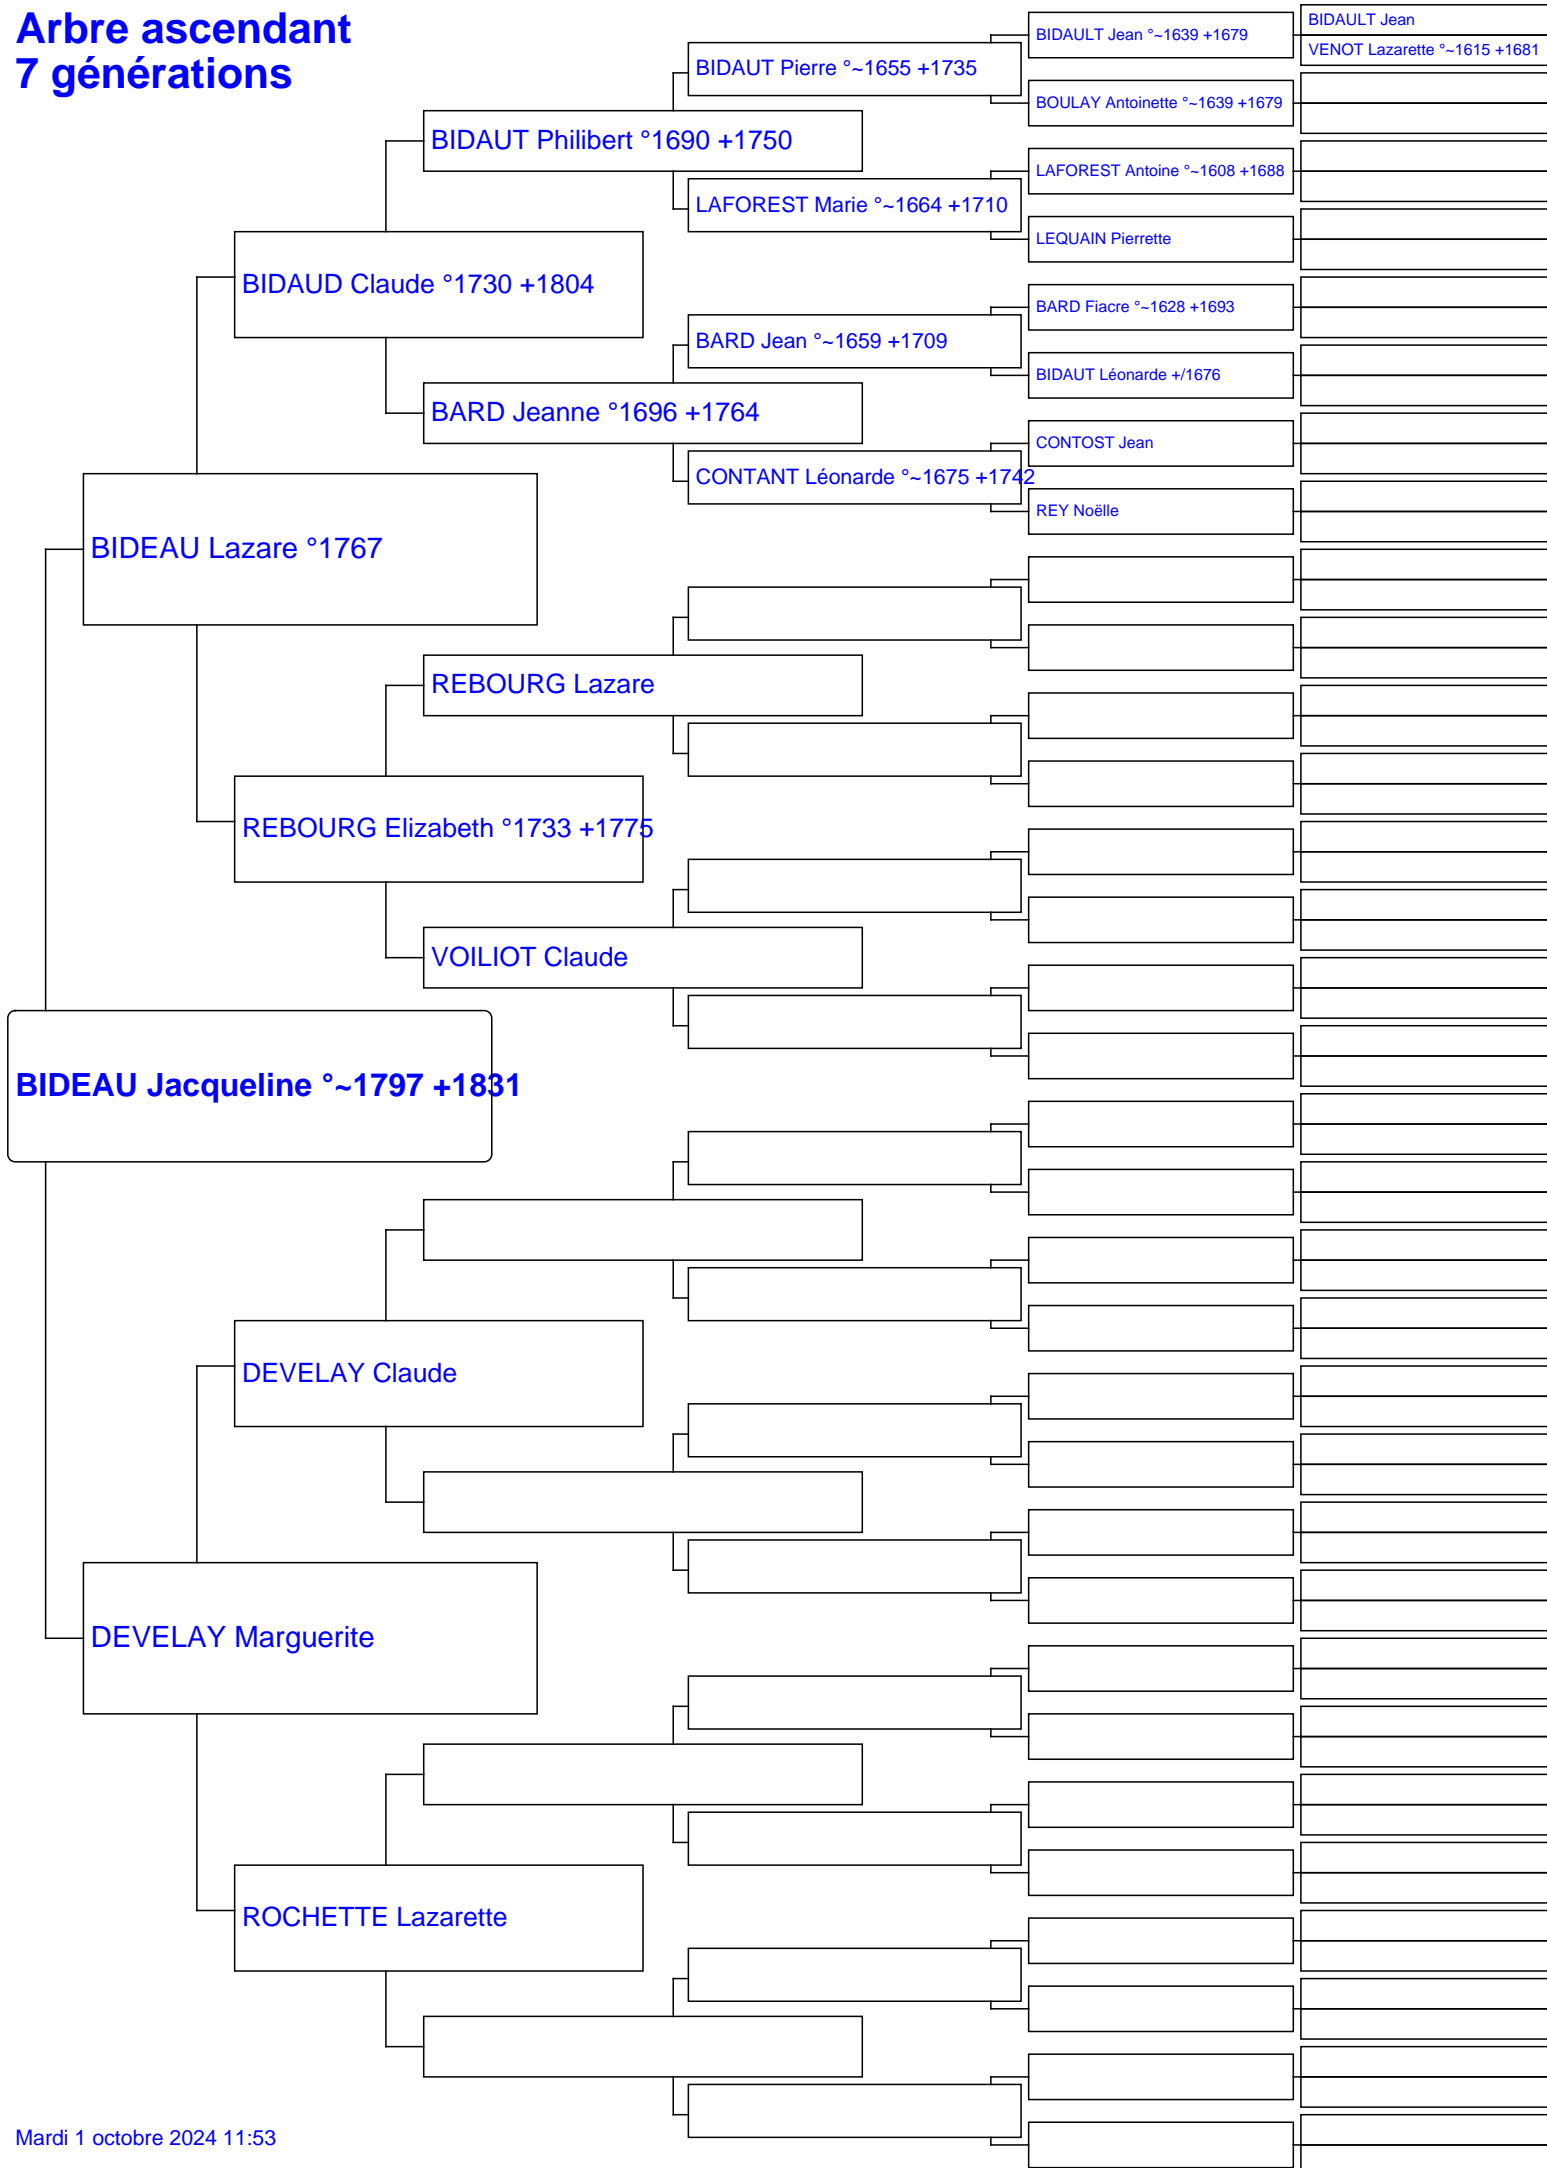 Arbre ascendant
7 générations
BIDAULT Jean
VENOT Lazarette °~1615 +1681
BIDAULT Jean °~1639 +1679
BIDAUT Pierre °~1655 +1735
BOULAY Antoinette °~1639 +1679
BIDAUT Philibert °1690 +1750
LAFOREST Antoine °~1608 +1688
LAFOREST Marie °~1664 +1710
LEQUAIN Pierrette
BIDAUD Claude °1730 +1804
BARD Fiacre °~1628 +1693
BARD Jean °~1659 +1709
BIDAUT Léonarde +/1676
BARD Jeanne °1696 +1764
CONTOST Jean
CONTANT Léonarde °~1675 +1742
REY Noëlle
BIDEAU Lazare °1767
REBOURG Lazare
REBOURG Elizabeth °1733 +1775
VOILIOT Claude
BIDEAU Jacqueline °~1797 +1831
DEVELAY Claude
DEVELAY Marguerite
ROCHETTE Lazarette
Mardi 1 octobre 2024 11:53